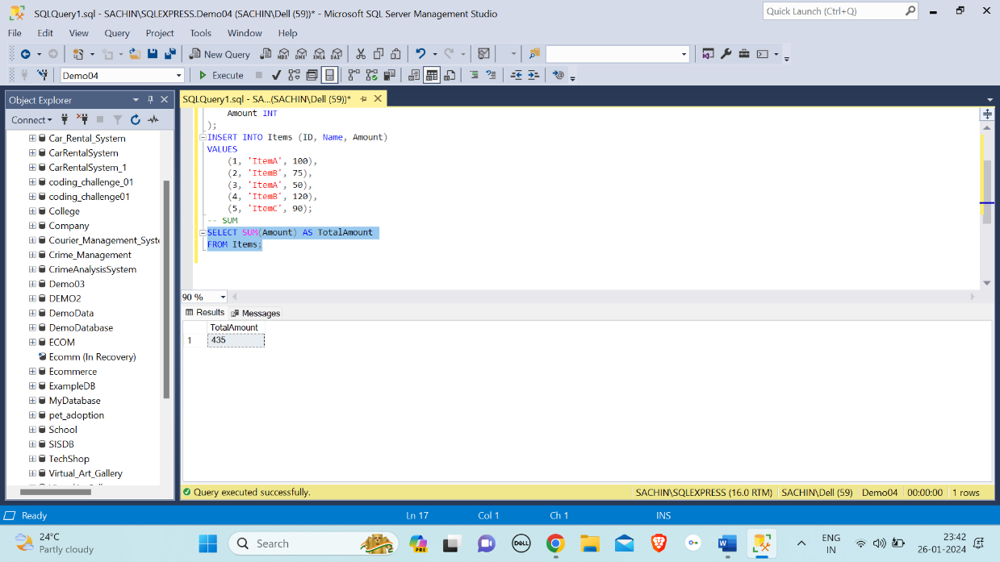 SQLQuery1.sql - SACHIN\SQLEXPRESS.Demo04 (SACHIN\Dell (59))* - Microsoft SQL Server Management Studio
Quick Launch (Ctrl+Q)
File Edit View Query Project Tools Window Help
New Query MDX DMX XMLA DAX
Demo04 Execute
Object Explorer
Connect
Car_Rental_System
CarRentalSystem
CarRentalSystem_1
coding_challenge_01
coding_challenge01
College
Company
Courier_Management_Syst
Crime_Management
CrimeAnalysisSystem
Demo03
DEMO2
DemoData
DemoDatabase
ECOM
Ecomm (In Recovery)
Ecommerce
ExampleDB
MyDatabase
pet_adoption
School
SISDB
TechShop
Virtual_Art_Gallery
SQLQuery1.sql - SA...(SACHIN\Dell (59))*
Amount INT
);
INSERT INTO Items (ID, Name, Amount)
VALUES
(1, 'ItemA', 100),
(2, 'ItemB', 75),
(3, 'ItemA', 50),
(4, 'ItemB', 120),
(5, 'ItemC', 90);
-- SUM
SELECT SUM(Amount) AS TotalAmount
FROM Items;
90 %
Results Messages
TotalAmount
1 435
Query executed successfully. SACHIN\SQLEXPRESS (16.0 RTM) SACHIN\Dell (59) Demo04 00:00:00 1 rows
Ready Ln 17 Col 1 Ch 1 INS
24°C
Partly cloudy
Search
PRE
DELL
W
ENG
IN
23:42
26-01-2024